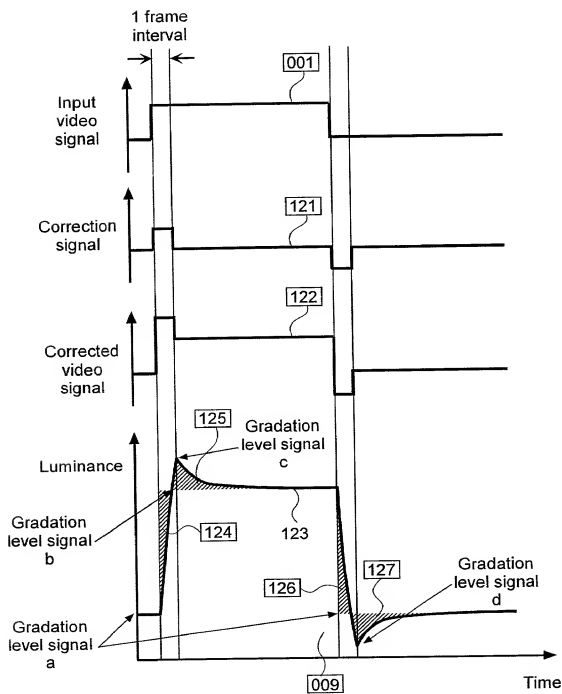 1 frame
interval
001
Input
video
signal
121
Correction
signal
122
Corrected
video
signal
125
Gradation
level signal
c
Luminance
Gradation
level signal
b
124
123
126
127
Gradation
level signal
d
Gradation
level signal
a
009
Time